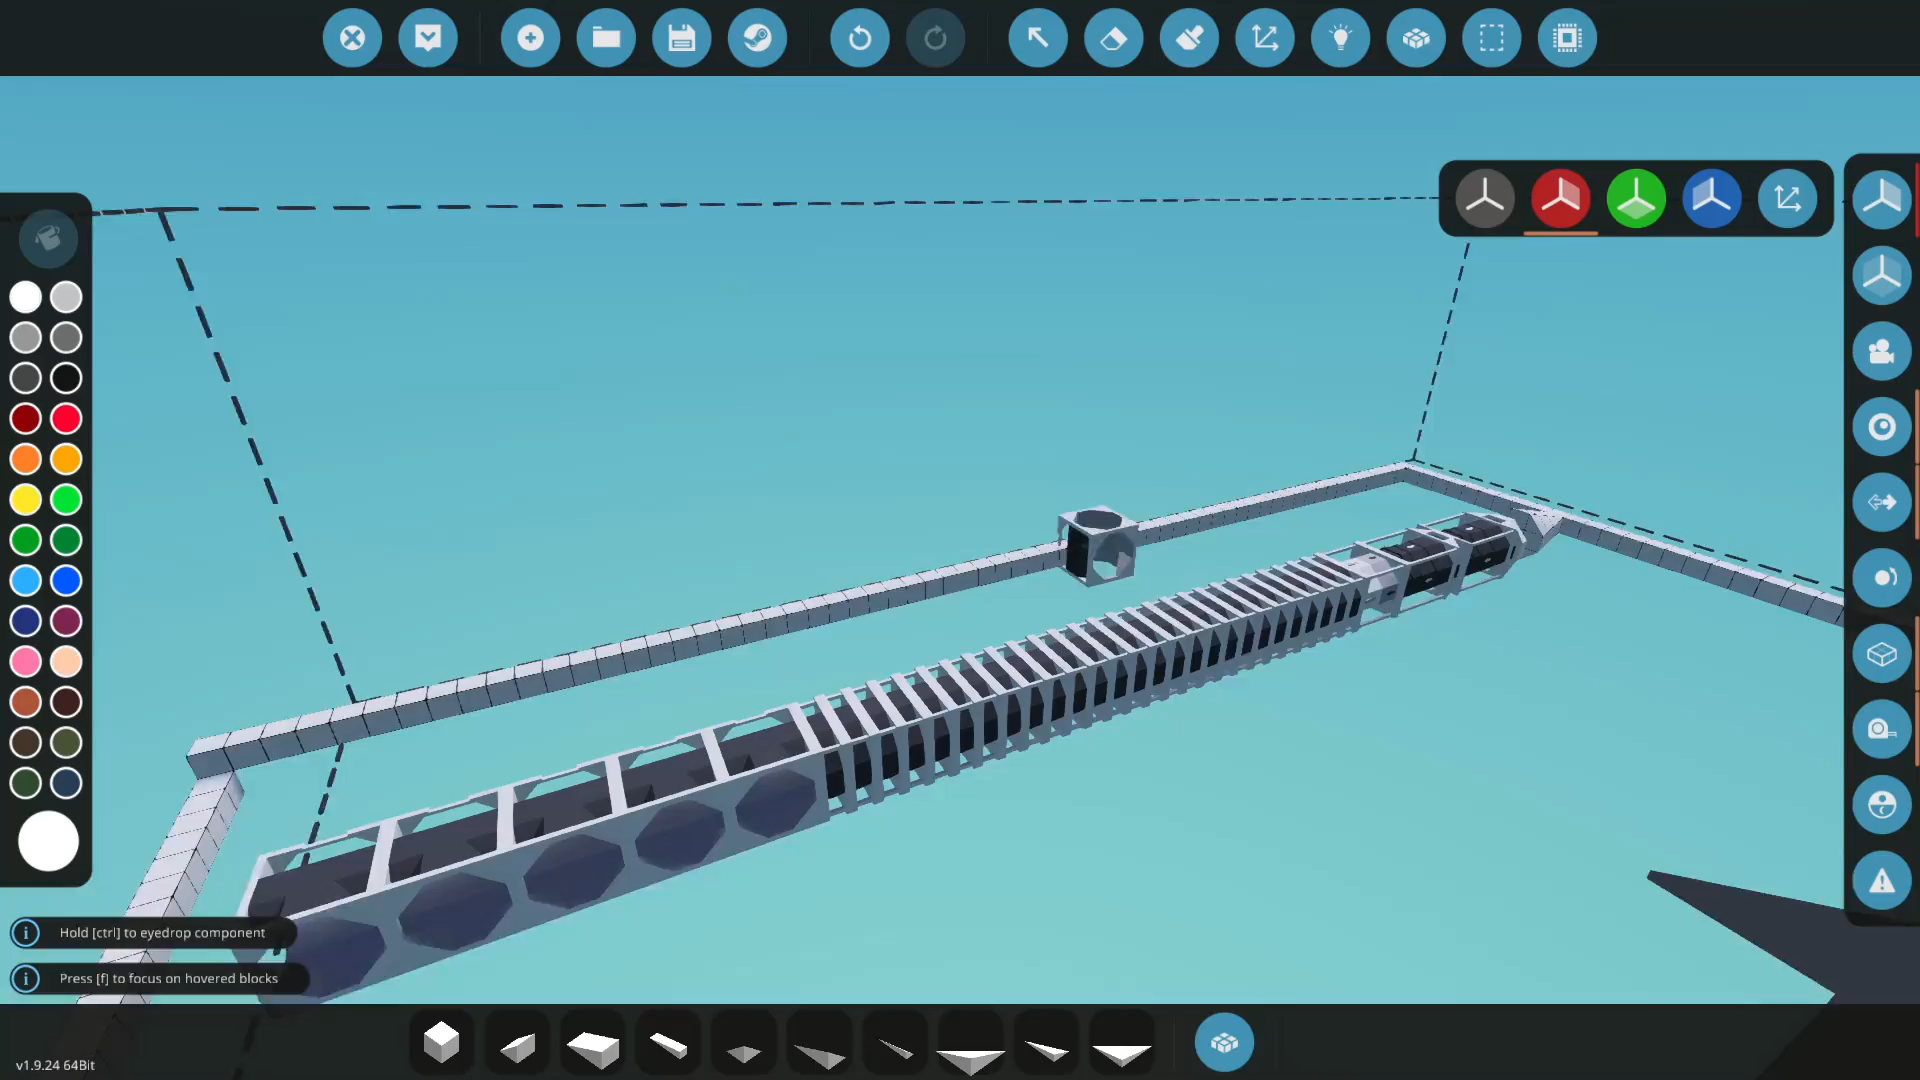 Hold [ctrl] to eyedrop component
Press [f] to focus on hovered blocks
v1.9.24 64Bit